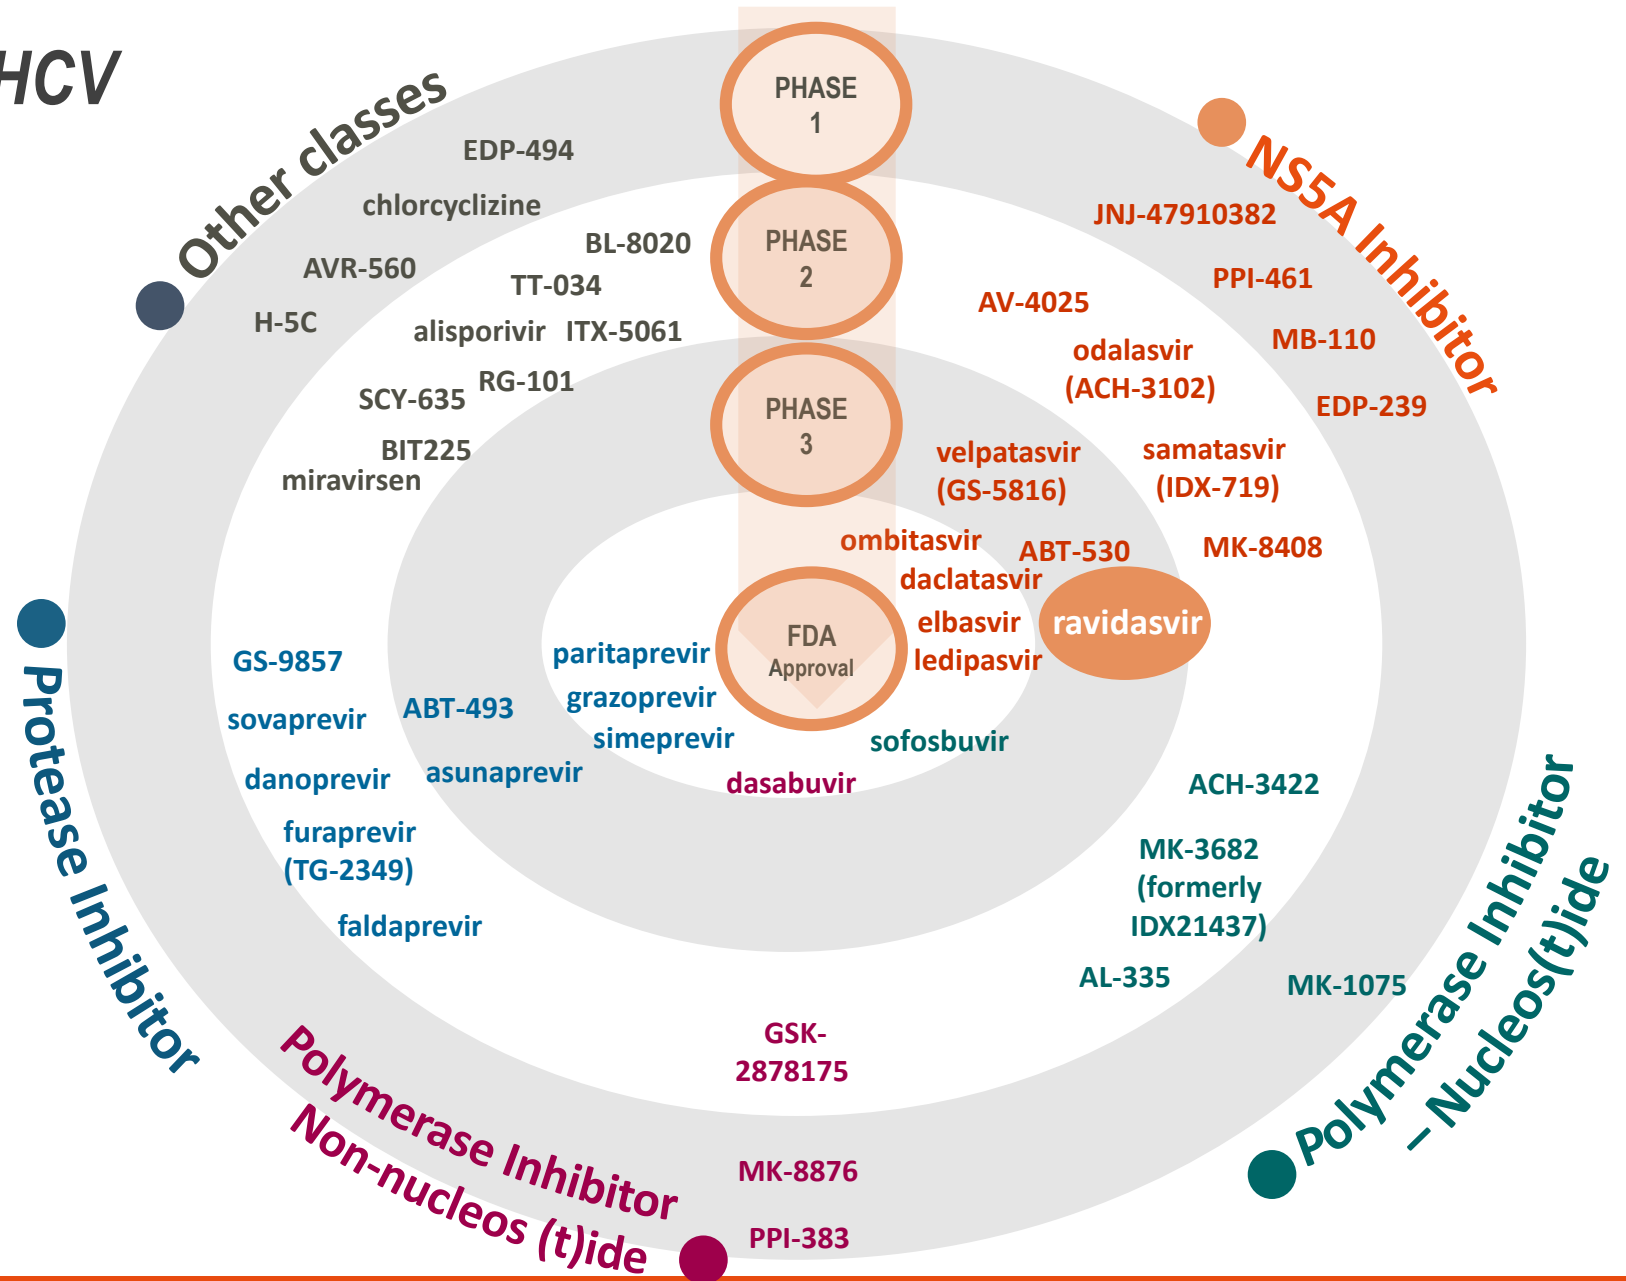 HCV
Other classes
EDP-494
chlorcyclizine
AVR-560
H-5C
BL-8020
TT-034
alisporivir
ITX-5061
RG-101
SCY-635
BIT225
miravirsen
PHASE
1
PHASE
2
PHASE
3
FDA
Approval
NS5A Inhibitor
JNJ-47910382
PPI-461
MB-110
EDP-239
AV-4025
odalasvir
(ACH-3102)
samatasvir
(IDX-719)
MK-8408
velpatasvir
(GS-5816)
ABT-530
ravidasvir
ombitasvir
daclatasvir
elbasvir
ledipasvir
Protease Inhibitor
GS-9857
sovaprevir
danoprevir
furaprevir
(TG-2349)
faldaprevir
ABT-493
asunaprevir
paritaprevir
grazoprevir
simeprevir
dasabuvir
sofosbuvir
ACH-3422
MK-3682
(formerly
IDX21437)
AL-335
MK-1075
Polymerase Inhibitor
– Nucleos(t)ide
GSK-
2878175
MK-8876
PPI-383
Polymerase Inhibitor
Non-nucleos (t)ide